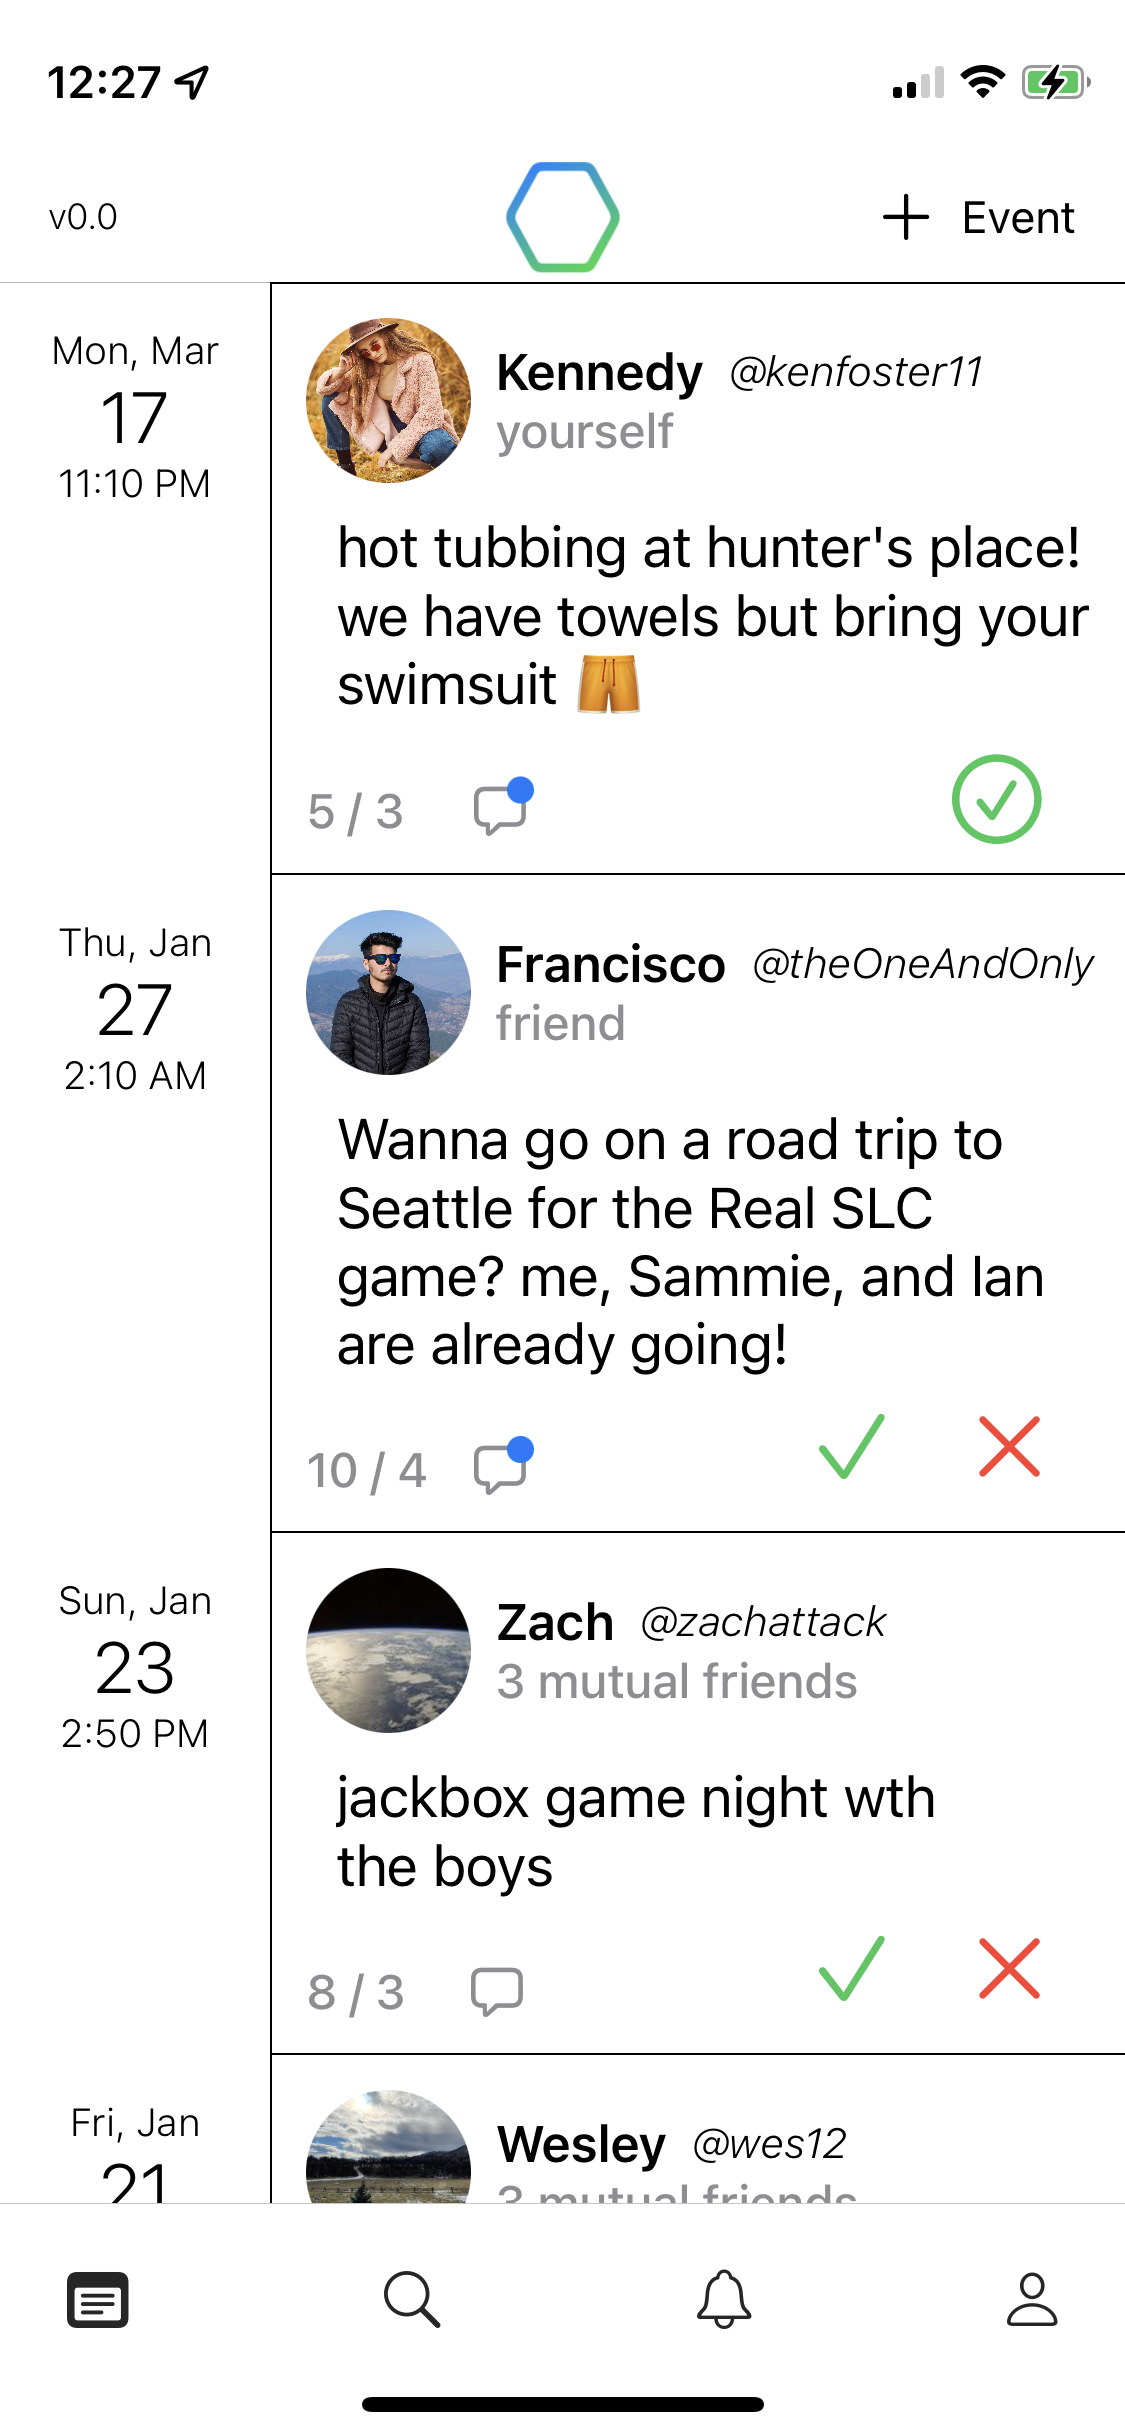 12:27
v0.0
+ Event
Mon, Mar
17
11:10 PM
Kennedy @kenfoster11
yourself
hot tubbing at hunter's place!
we have towels but bring your
swimsuit 🩳
5 / 3
Thu, Jan
27
2:10 AM
Francisco @theOneAndOnly
friend
Wanna go on a road trip to
Seattle for the Real SLC
game? me, Sammie, and Ian
are already going!
10 / 4
Sun, Jan
23
2:50 PM
Zach @zachattack
3 mutual friends
jackbox game night wth
the boys
8 / 3
Fri, Jan
21
Wesley @wes12
3 mutual friends